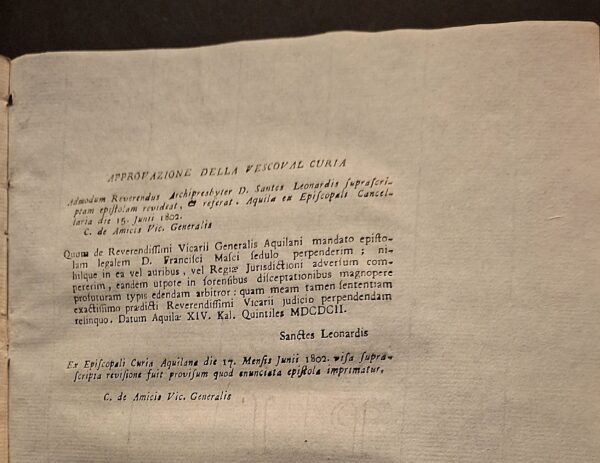 APPROVAZIONE DELLA VESCOVAL CURIA
Admodum Reverendus Archipresbyter D. Santes Leonardis ſupraſcri-
ptam epiſtolam revideat, & referat. Aquila ex Epiſcopali Cancel-
laria die 15. Junii 1802.
C. de Amicis Vic. Generalis
Quum de Reverendiſſimi Vicarii Generalis Aquilani mandato epiſto-
lam legalem D. Franciſci Maſci ſedulo perpenderim; ni-
hilque in ea vel auribus, vel Regiæ Jurisdictioni adverſum com-
pererim, eandem utpote in forenſibus diſceptationibus magnopere
profuturam typis edendam arbitror: quam meam tamen ſententiam
exactiſſimo prædicti Reverendiſſimi Vicarii judicio perpendendam
relinquo. Datum Aquilæ XIV. Kal. Quintiles MDCDCII.
Sanctes Leonardis
Ex Epiſcopali Curia Aquilana die 17. Menſis Junii 1802. viſa ſupra-
ſcripta reviſione fuit proviſum quod enunciata epiſtola imprimatur.
C. de Amicis Vic. Generalis